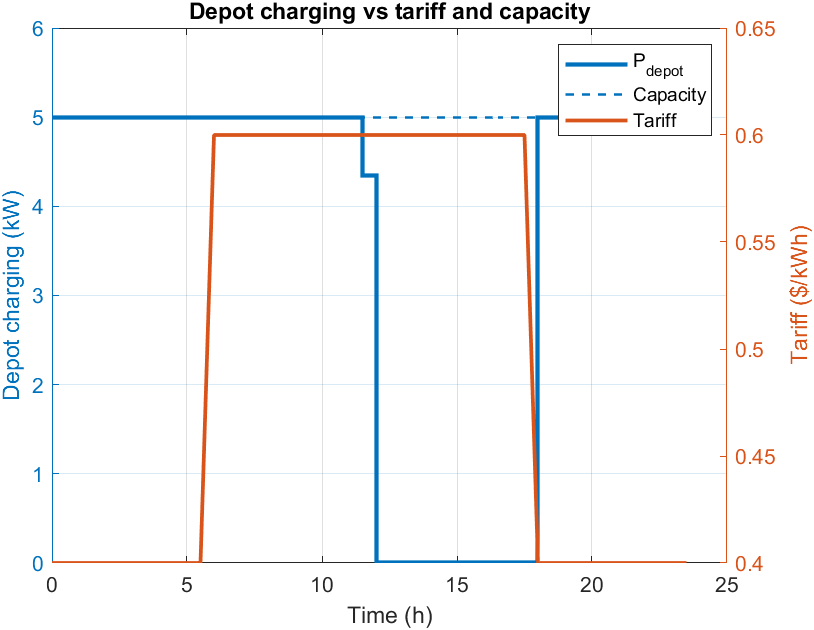 Depot charging vs tariff and capacity
6
5
4
3
2
1
0
Depot charging (kW)
0.65
0.6
0.55
0.5
0.45
0.4
Tariff ($/kWh)
P_depot
Capacity
Tariff
0 5 10 15 20 25
Time (h)